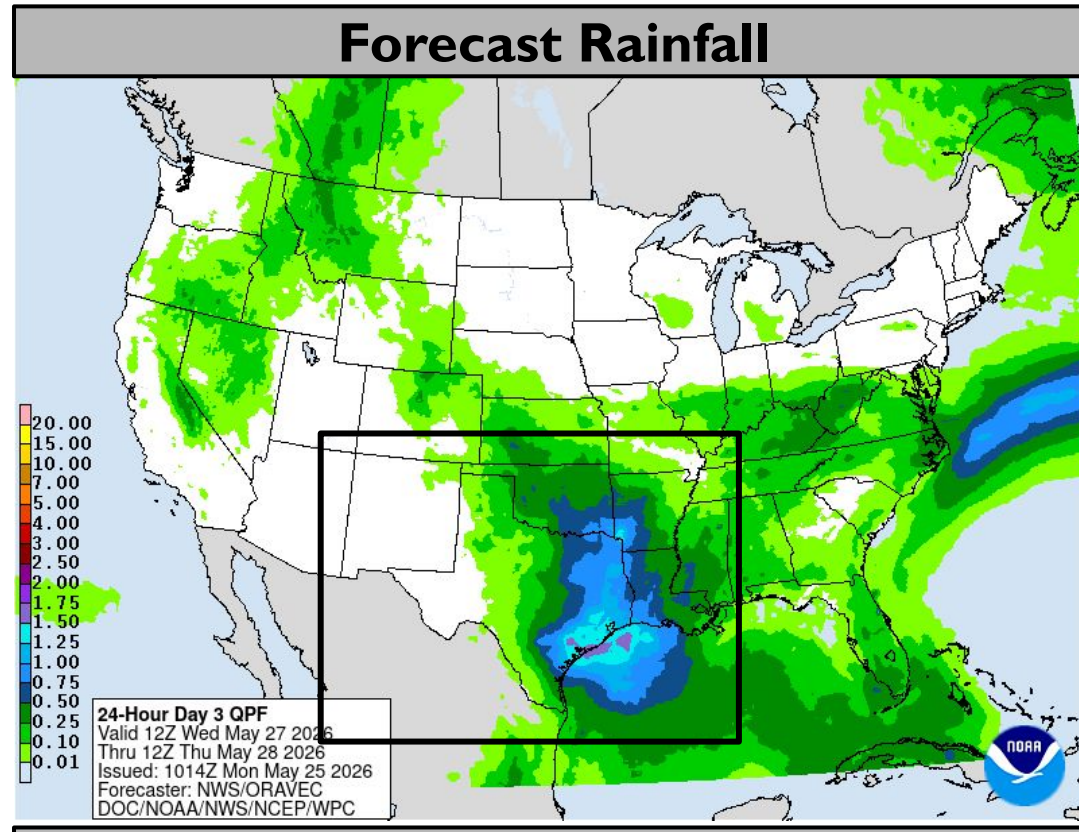 Forecast Rainfall
20.00
15.00
10.00
7.00
5.00
4.00
3.00
2.50
2.00
1.75
1.50
1.25
1.00
0.75
0.50
0.25
0.10
0.01
24-Hour Day 3 QPF
Valid 12Z Wed May 27 2026
Thru 12Z Thu May 28 2026
Issued: 1014Z Mon May 25 2026
Forecaster: NWS/ORAVEC
DOC/NOAA/NWS/NCEP/WPC
NOAA